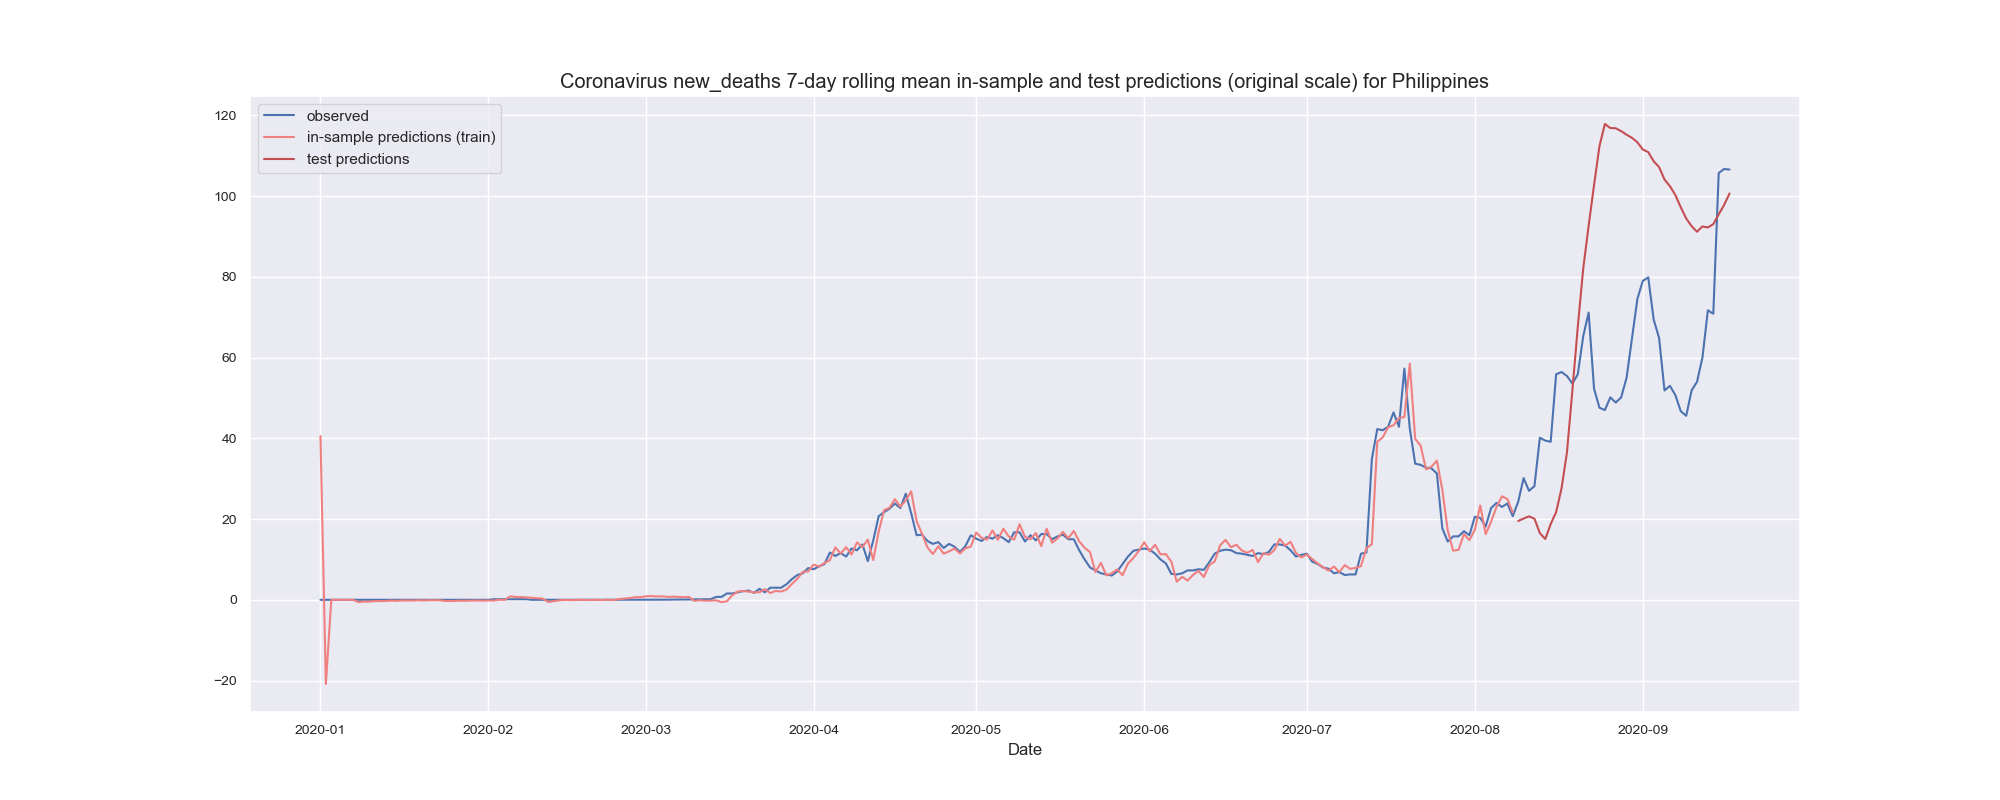 Coronavirus new_deaths 7-day rolling mean in-sample and test predictions (original scale) for Philippines
observed
in-sample predictions (train)
test predictions
120
100
80
60
40
20
0
−20
2020-01 2020-02 2020-03 2020-04 2020-05 2020-06 2020-07 2020-08 2020-09
Date